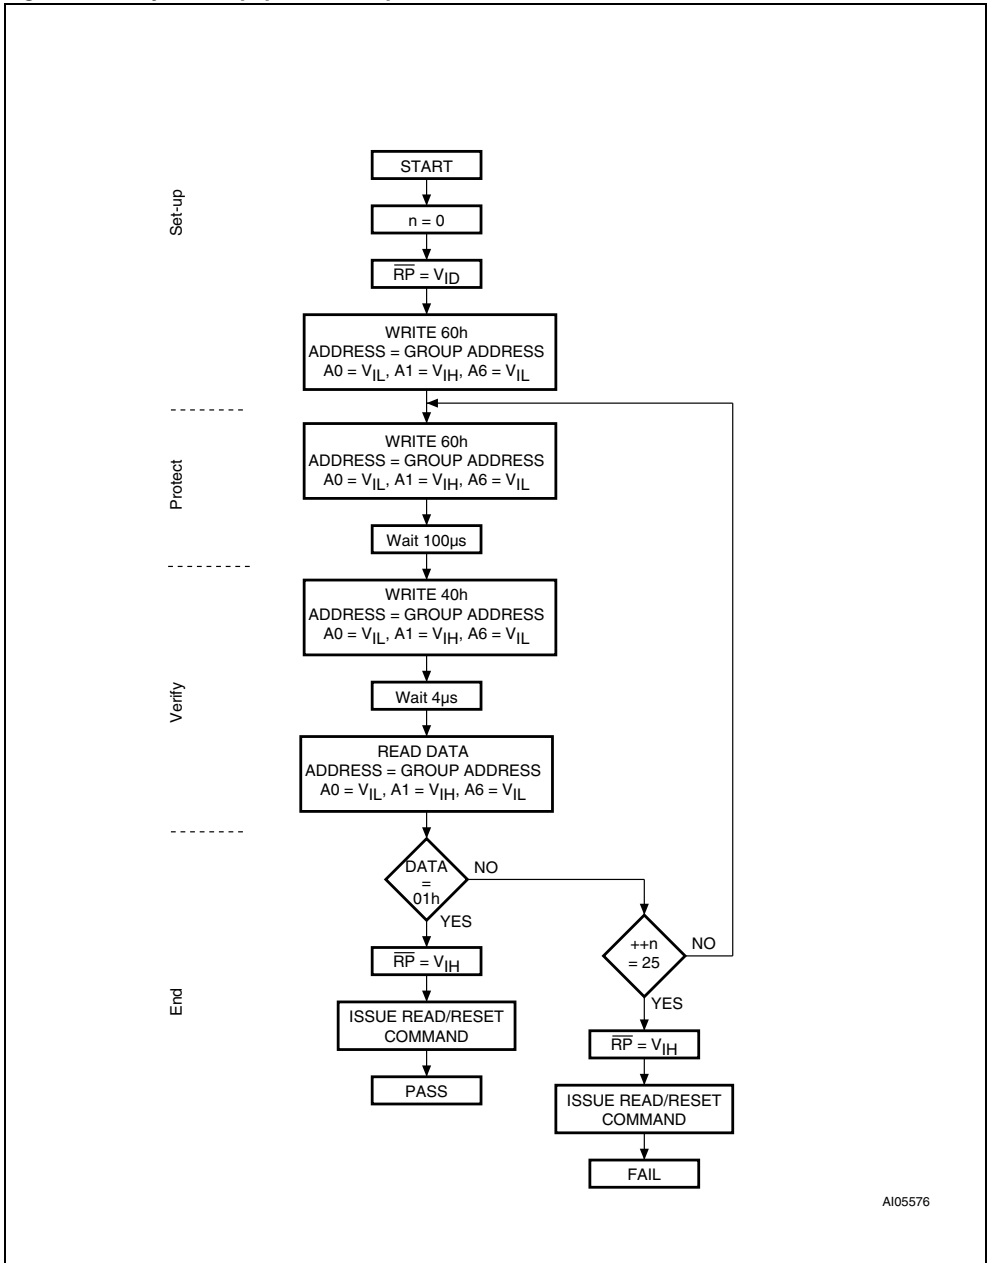 START
Set-up
n = 0
R̅P̅ = VID
WRITE 60h
ADDRESS = GROUP ADDRESS
A0 = VIL, A1 = VIH, A6 = VIL
Protect
WRITE 60h
ADDRESS = GROUP ADDRESS
A0 = VIL, A1 = VIH, A6 = VIL
Wait 100µs
WRITE 40h
ADDRESS = GROUP ADDRESS
A0 = VIL, A1 = VIH, A6 = VIL
Verify
Wait 4µs
READ DATA
ADDRESS = GROUP ADDRESS
A0 = VIL, A1 = VIH, A6 = VIL
DATA
=
01h
NO
YES
++n
= 25
NO
YES
End
R̅P̅ = VIH
ISSUE READ/RESET
COMMAND
PASS
R̅P̅ = VIH
ISSUE READ/RESET
COMMAND
FAIL
AI05576